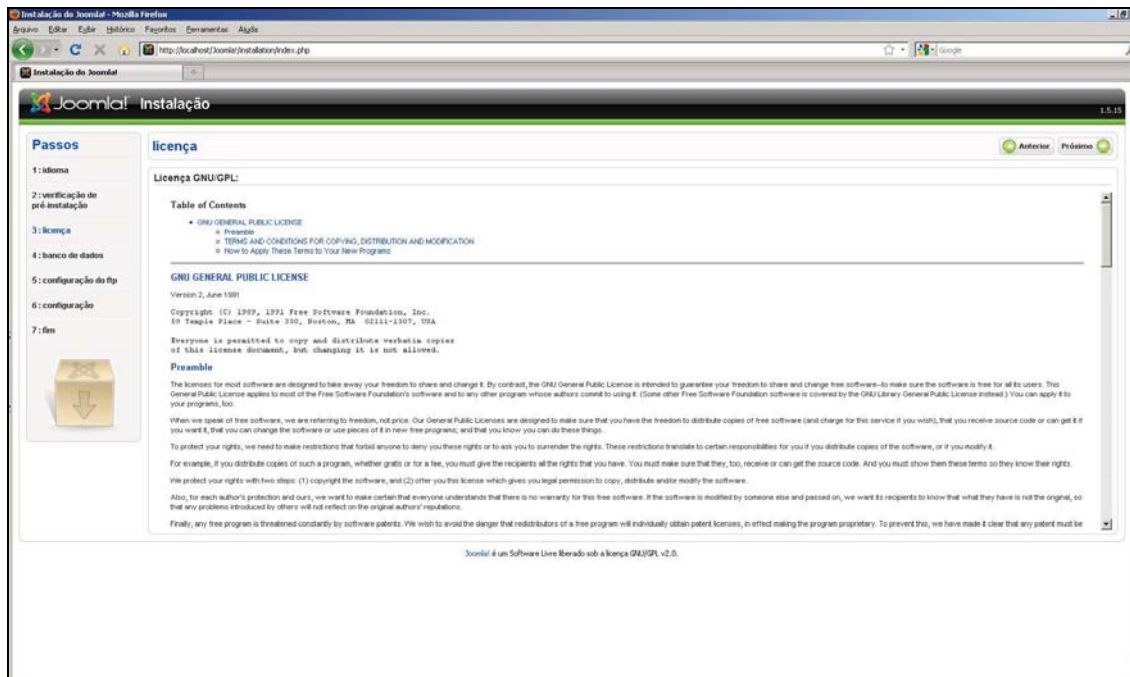 Instalação do Joomla! - Mozilla Firefox
Arquivo Editar Exibir Histórico Favoritos Ferramentas Ajuda
http://localhost/Joomla!/installation/index.php
Google
Instalação do Joomla!
Joomla! Instalação
1.5.15
Passos
1 : idioma
2 : verificação de
pré-instalação
3 : licença
4 : banco de dados
5 : configuração do ftp
6 : configuração
7 : fim
licença
Anterior
Próximo
Licença GNU/GPL:
Table of Contents
GNU GENERAL PUBLIC LICENSE
Preamble
TERMS AND CONDITIONS FOR COPYING, DISTRIBUTION AND MODIFICATION
How to Apply These Terms to Your New Programs
GNU GENERAL PUBLIC LICENSE
Version 2, June 1991
Copyright (C) 1989, 1991 Free Software Foundation, Inc.
59 Temple Place - Suite 330, Boston, MA 02111-1307, USA
Everyone is permitted to copy and distribute verbatim copies
of this license document, but changing it is not allowed.
Preamble
The licenses for most software are designed to take away your freedom to share and change it. By contrast, the GNU General Public License is intended to guarantee your freedom to share and change free software--to make sure the software is free for all its users. This
General Public License applies to most of the Free Software Foundation's software and to any other program whose authors commit to using it. (Some other Free Software Foundation software is covered by the GNU Library General Public License instead.) You can apply it to
your programs, too.
When we speak of free software, we are referring to freedom, not price. Our General Public Licenses are designed to make sure that you have the freedom to distribute copies of free software (and charge for this service if you wish), that you receive source code or can get it if
you want it, that you can change the software or use pieces of it in new free programs; and that you know you can do these things.
To protect your rights, we need to make restrictions that forbid anyone to deny you these rights or to ask you to surrender the rights. These restrictions translate to certain responsibilities for you if you distribute copies of the software, or if you modify it.
For example, if you distribute copies of such a program, whether gratis or for a fee, you must give the recipients all the rights that you have. You must make sure that they, too, receive or can get the source code. And you must show them these terms so they know their rights.
We protect your rights with two steps: (1) copyright the software, and (2) offer you this license which gives you legal permission to copy, distribute and/or modify the software.
Also, for each author's protection and ours, we want to make certain that everyone understands that there is no warranty for this free software. If the software is modified by someone else and passed on, we want its recipients to know that what they have is not the original, so
that any problems introduced by others will not reflect on the original authors' reputations.
Finally, any free program is threatened constantly by software patents. We wish to avoid the danger that redistributors of a free program will individually obtain patent licenses, in effect making the program proprietary. To prevent this, we have made it clear that any patent must be
Joomla! é um Software Livre liberado sob a licença GNU/GPL v2.0.